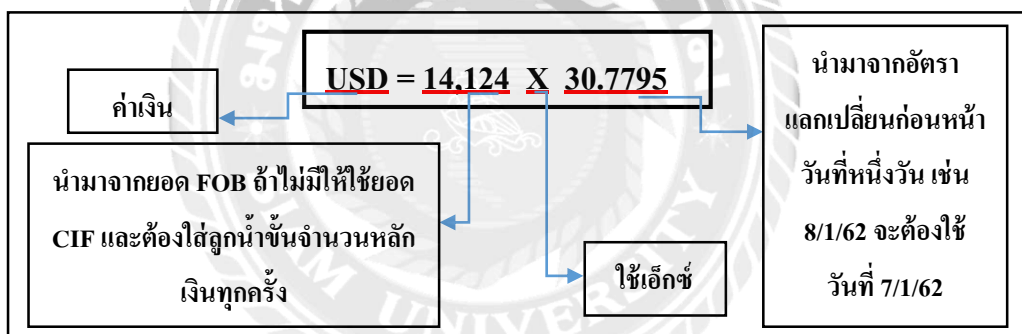 USD = 14,124 X 30.7795
ค่าเงิน
นำมาจากยอด FOB ถ้าไม่มีให้ใช้ยอด
CIF และต้องใส่ลูกน้ำขั้นจำนวนหลัก
เงินทุกครั้ง
ใช้เอ็กซ์
นำมาจากอัตรา
แลกเปลี่ยนก่อนหน้า
วันที่หนึ่งวัน เช่น
8/1/62 จะต้องใช้
วันที่ 7/1/62